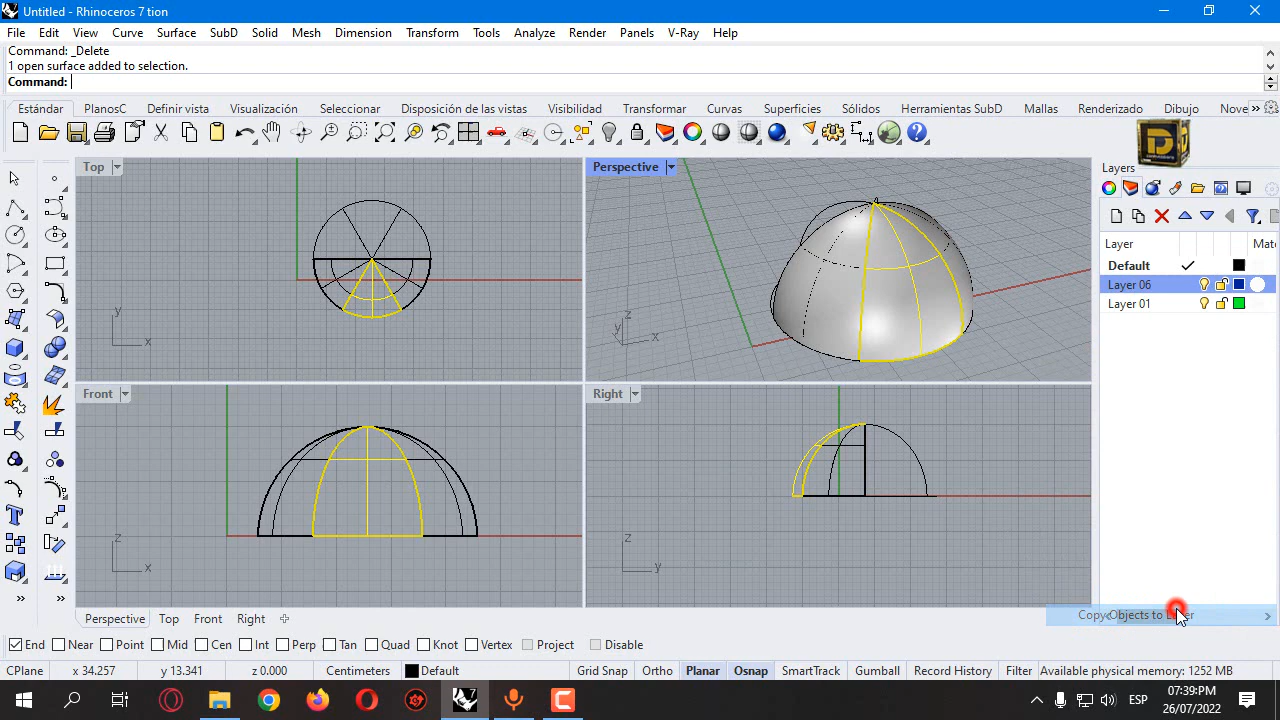 Untitled - Rhinoceros 7 tion
File Edit View Curve Surface SubD Solid Mesh Dimension Transform Tools Analyze Render Panels V-Ray Help
Command: _Delete
1 open surface added to selection.
Command:
Estándar PlanosC Definir vista Visualización Seleccionar Disposición de las vistas Visibilidad Transformar Curvas Superficies Sólidos Herramientas SubD Mallas Renderizado Dibujo Nove »
Top
Perspective
Layers
Layer Mate
Default
Layer 06
Layer 01
y
x
z
y
x
Front
Right
z
x
z
y
Copy Objects to Layer
Perspective Top Front Right
End Near Point Mid Cen Int Perp Tan Quad Knot Vertex Project Disable
CPlane x 34.257 y 13.341 z 0.000 Centimeters Default Grid Snap Ortho Planar Osnap SmartTrack Gumball Record History Filter Available physical memory: 1252 MB
ESP 07:39PM
26/07/2022